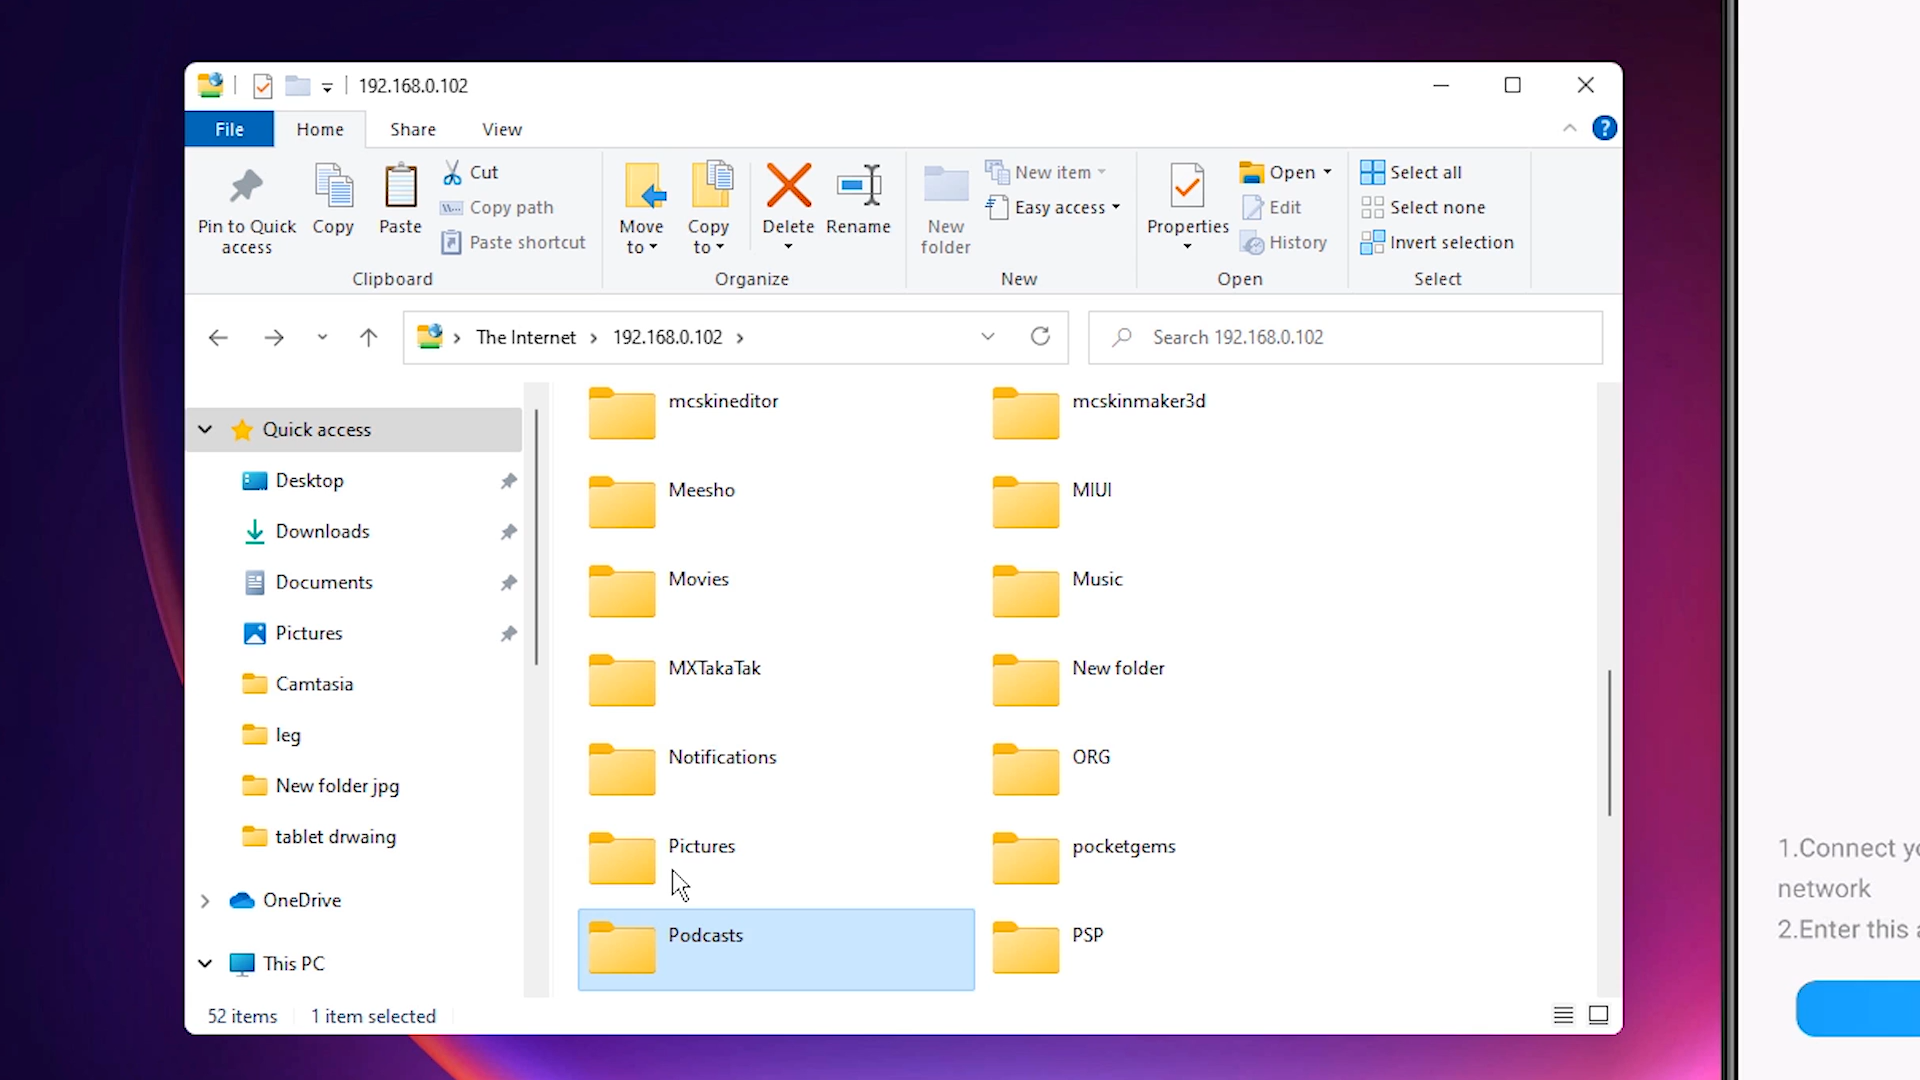 192.168.0.102
File
Home
Share
View
Pin to Quick
access
Copy
Paste
Cut
Copy path
Paste shortcut
Clipboard
Move
to
Copy
to
Delete
Rename
Organize
New
folder
New item
Easy access
New
Properties
Open
Edit
History
Open
Select all
Select none
Invert selection
Select
The Internet
192.168.0.102
Search 192.168.0.102
Quick access
Desktop
Downloads
Documents
Pictures
Camtasia
leg
New folder jpg
tablet drwaing
OneDrive
This PC
mcskineditor
mcskinmaker3d
Meesho
MIUI
Movies
Music
MXTakaTak
New folder
Notifications
ORG
Pictures
pocketgems
Podcasts
PSP
52 items
1 item selected
1.Connect
network
2.Enter this